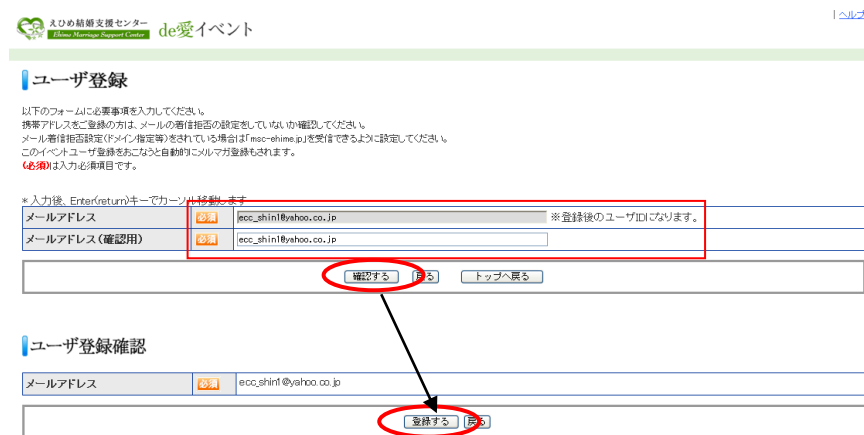 | ヘルプ
えひめ結婚支援センター
Ehime Marriage Support Center
de愛イベント
ユーザ登録
以下のフォームに必要事項を入力してください。
携帯アドレスをご登録の方は、メールの着信拒否の設定をしていないか確認してください。
メール着信拒否設定(ドメイン指定等)をされている場合は「msc-ehime.jp」を受信できるように設定してください。
このイベントユーザ登録をおこなうと自動的にメルマガ登録もされます。
(必須)は入力必須項目です。
* 入力後、Enter(return)キーでカーソル移動します
メールアドレス 必須 ecc_shin1@yahoo.co.jp ※登録後のユーザIDになります。
メールアドレス(確認用) 必須 ecc_shin1@yahoo.co.jp
確認する 戻る トップへ戻る
ユーザ登録確認
メールアドレス 必須 ecc_shin1@yahoo.co.jp
登録する 戻る